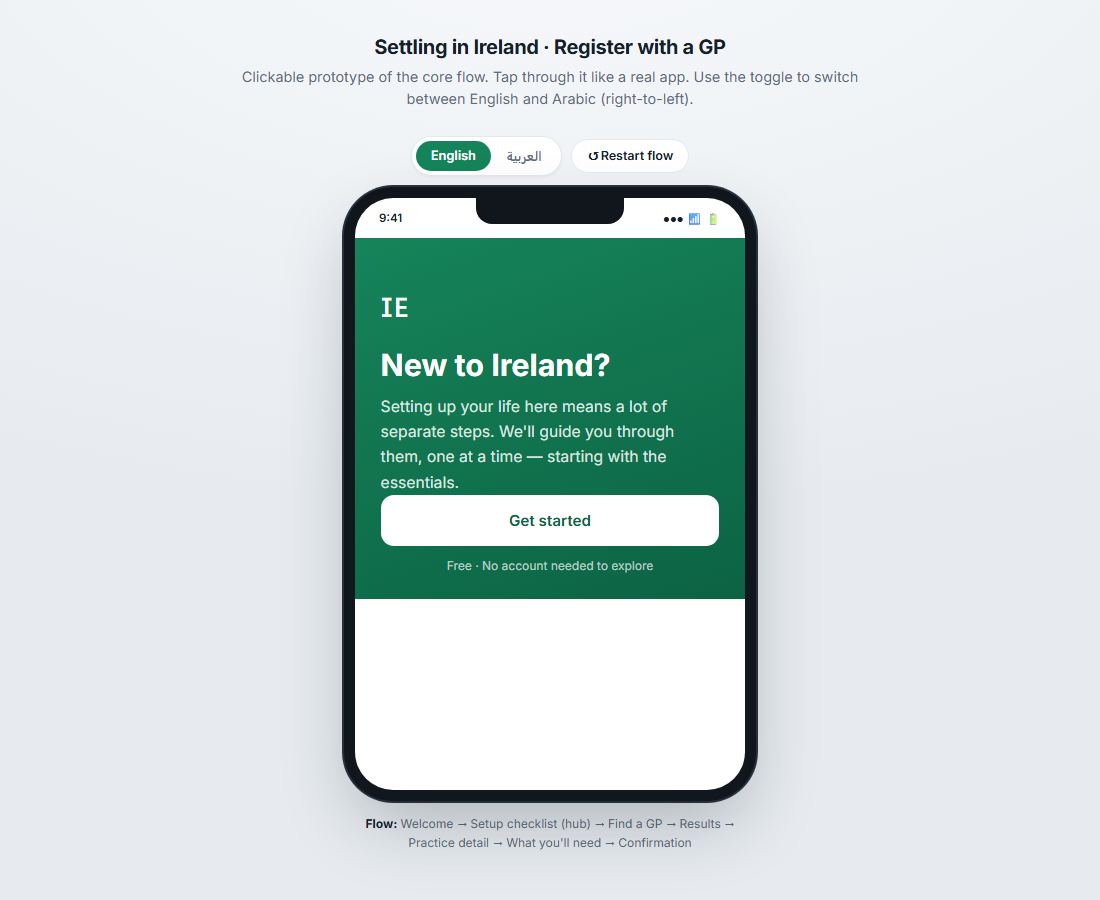 Settling in Ireland · Register with a GP
Clickable prototype of the core flow. Tap through it like a real app. Use the toggle to switch
between English and Arabic (right-to-left).
English
العربية
↺ Restart flow
9:41
IE
New to Ireland?
Setting up your life here means a lot of
separate steps. We'll guide you through
them, one at a time — starting with the
essentials.
Get started
Free · No account needed to explore
Flow: Welcome → Setup checklist (hub) → Find a GP → Results →
Practice detail → What you'll need → Confirmation